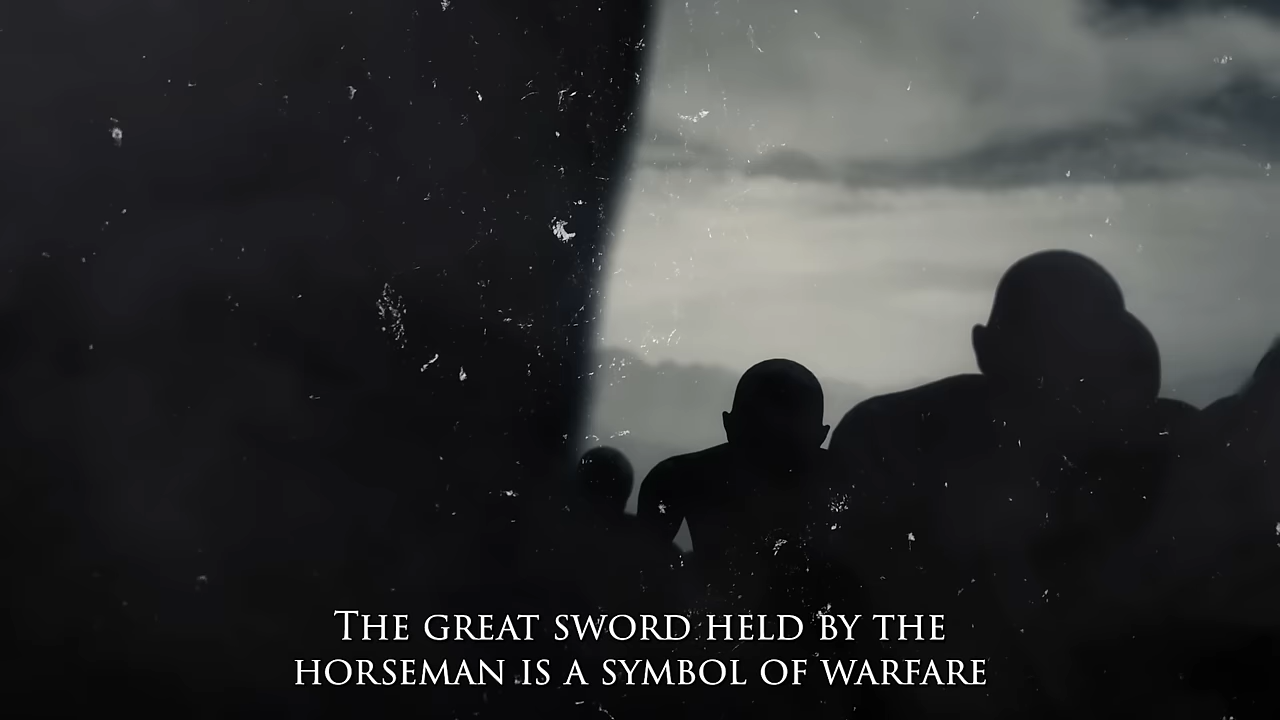 The great sword held by the
horseman is a symbol of warfare